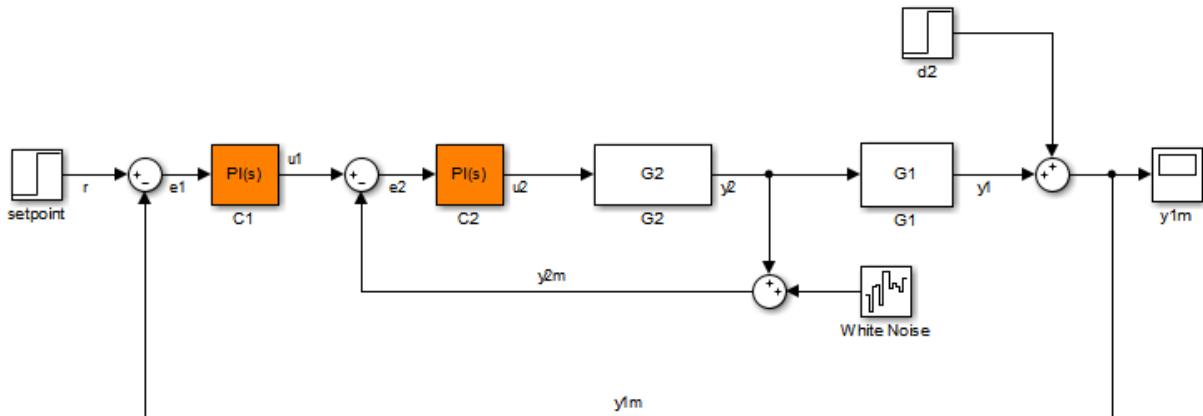 d2
setpoint
r
e1
PI(s)
C1
u1
e2
PI(s)
C2
u2
G2
G2
y2
G1
G1
y1
y1m
y2m
White Noise
y1m